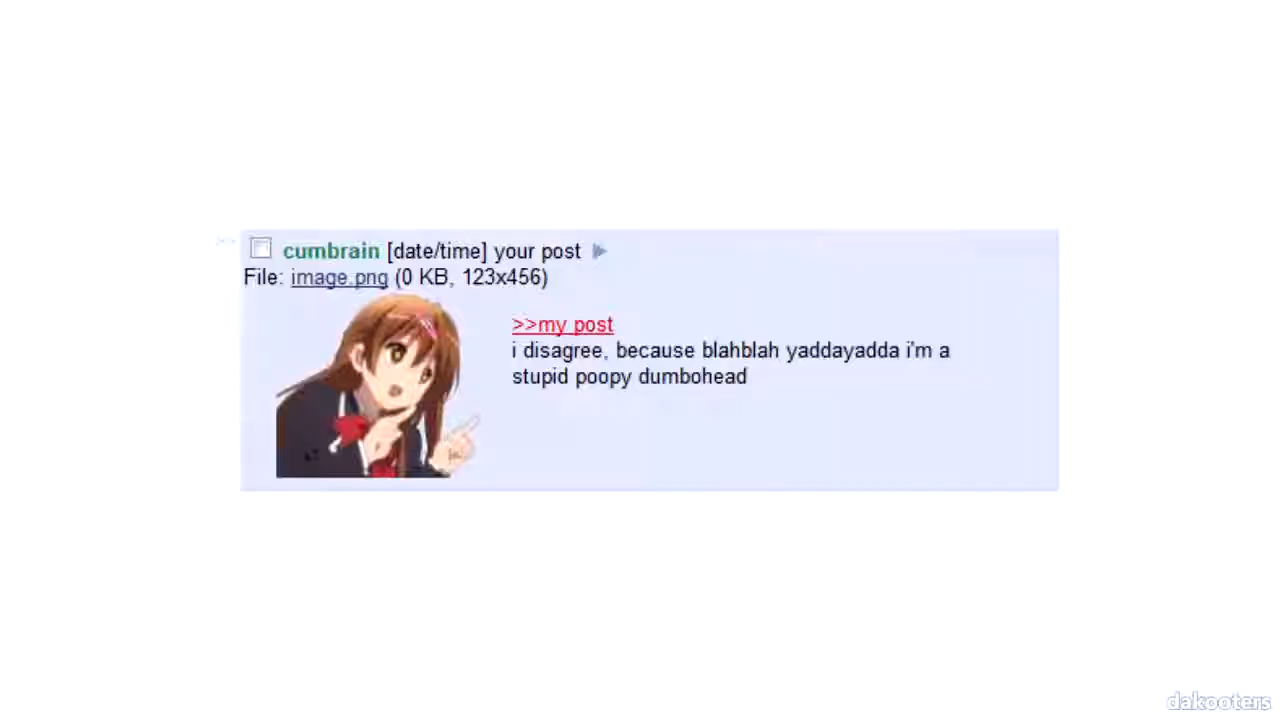 cumbrain [date/time] your post
File: image.png (0 KB, 123x456)
>>my post
i disagree, because blahblah yaddayadda i'm a
stupid poopy dumbohead
dakooters